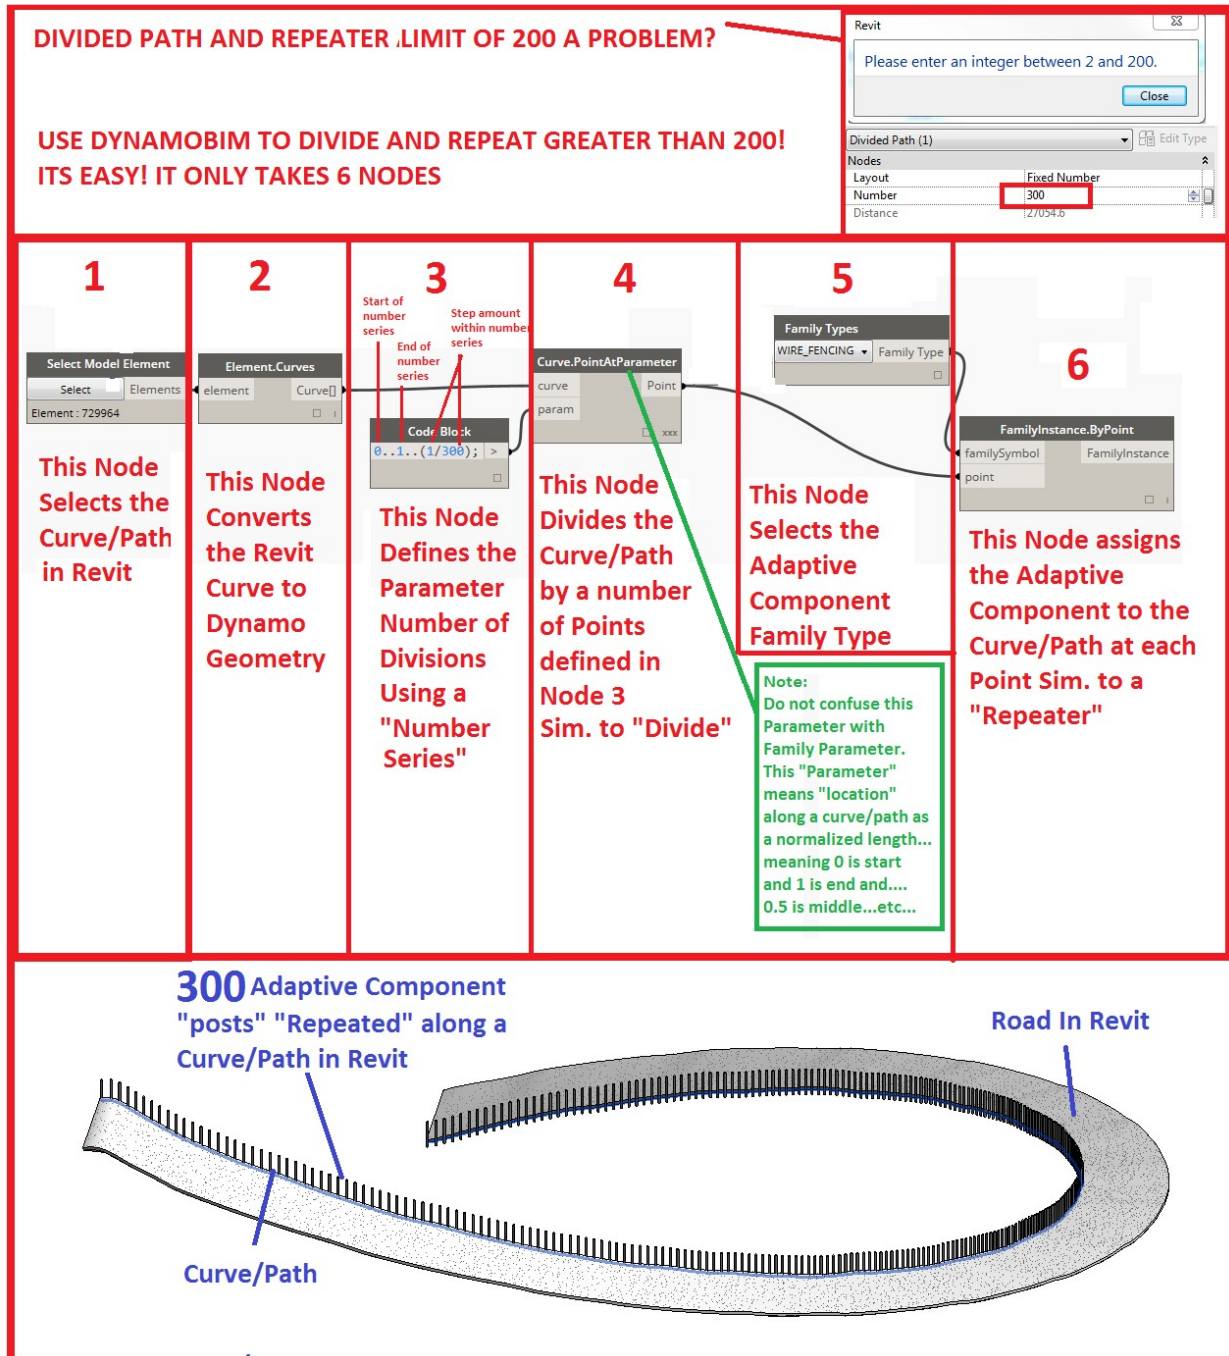 DIVIDED PATH AND REPEATER LIMIT OF 200 A PROBLEM?
USE DYNAMOBIM TO DIVIDE AND REPEAT GREATER THAN 200!
ITS EASY! IT ONLY TAKES 6 NODES
Revit
Please enter an integer between 2 and 200.
Close
Divided Path (1)
Edit Type
Nodes
Layout Fixed Number
Number 300
Distance 27054.6
1
Select Model Element
Select Elements
Element : 729964
This Node
Selects the
Curve/Path
in Revit
2
Element.Curves
element Curve[]
This Node
Converts
the Revit
Curve to
Dynamo
Geometry
3
Start of
number
series
End of
number
series
Step amount
within number
series
Code Block
0..1..(1/300); >
This Node
Defines the
Parameter
Number of
Divisions
Using a
"Number
Series"
4
Curve.PointAtParameter
curve Point
param
xxx
This Node
Divides the
Curve/Path
by a number
of Points
defined in
Node 3
Sim. to "Divide"
5
Family Types
WIRE_FENCING Family Type
This Node
Selects the
Adaptive
Component
Family Type
Note:
Do not confuse this
Parameter with
Family Parameter.
This "Parameter"
means "location"
along a curve/path as
a normalized length...
meaning 0 is start
and 1 is end and....
0.5 is middle...etc...
6
FamilyInstance.ByPoint
familySymbol FamilyInstance
point
This Node assigns
the Adaptive
Component to the
Curve/Path at each
Point Sim. to a
"Repeater"
300 Adaptive Component
"posts" "Repeated" along a
Curve/Path in Revit
Road In Revit
Curve/Path